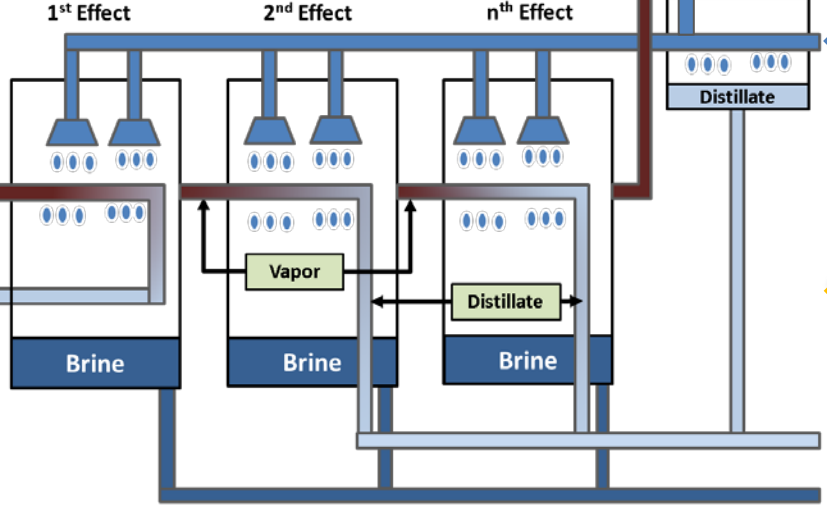 1st Effect
2nd Effect
nth Effect
Distillate
Vapor
Distillate
Brine
Brine
Brine